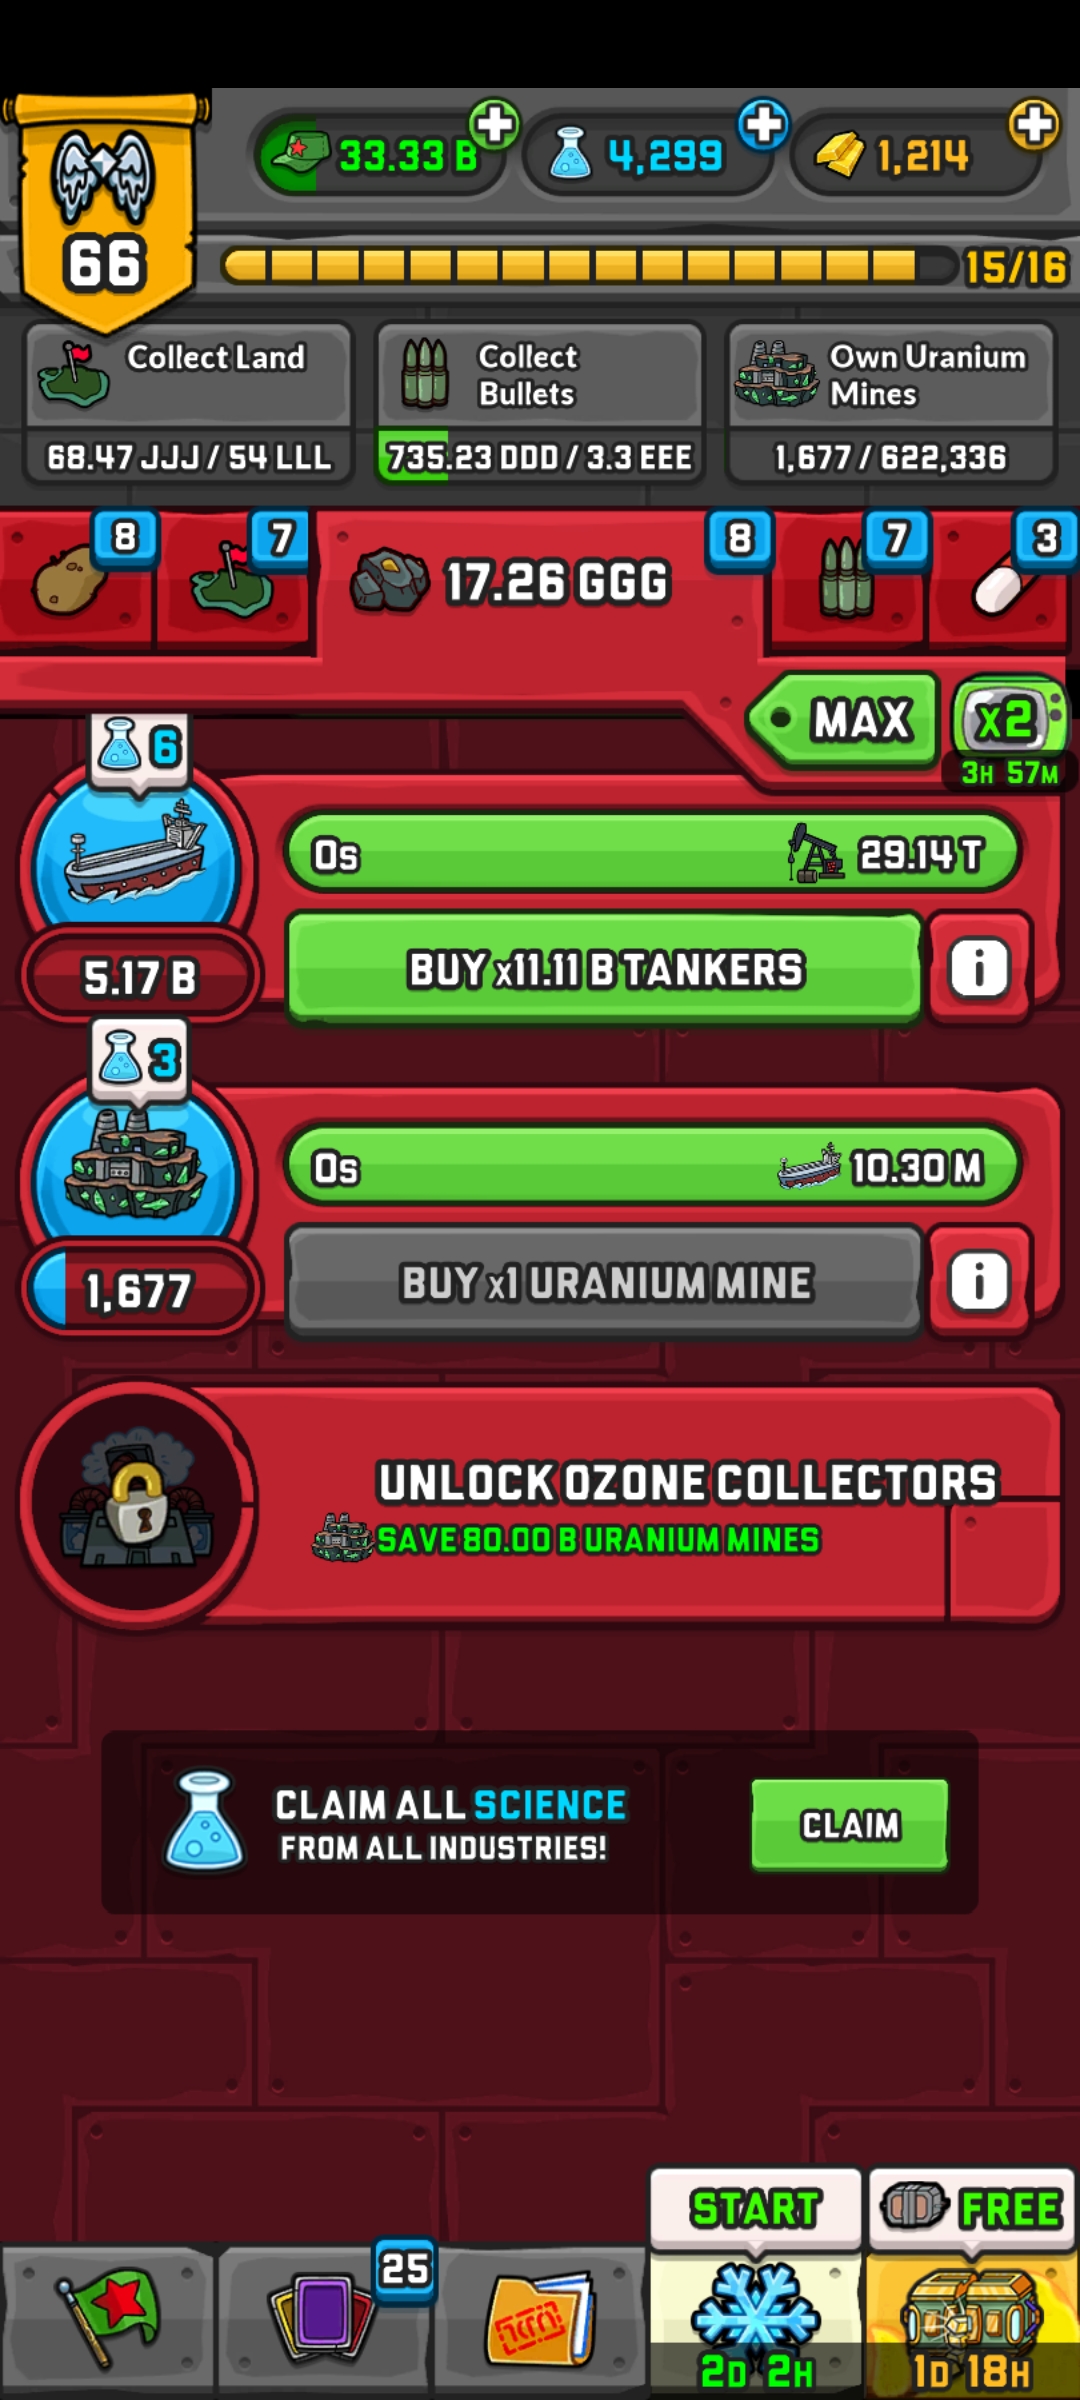 33.33 B
4,299
1,214
66
15/16
Collect Land
Collect
Bullets
Own Uranium
Mines
68.47 JJJ / 54 LLL
735.23 DDD / 3.3 EEE
1,677 / 622,336
8
7
17.26 GGG
8
7
3
MAX
x2
3H 57M
6
0s
29.14 T
5.17 B
BUY x11.11 B TANKERS
i
3
0s
10.30 M
1,677
BUY x1 URANIUM MINE
i
UNLOCK OZONE COLLECTORS
SAVE 80.00 B URANIUM MINES
CLAIM ALL SCIENCE
FROM ALL INDUSTRIES!
CLAIM
START
FREE
25
2D 2H
1D 18H